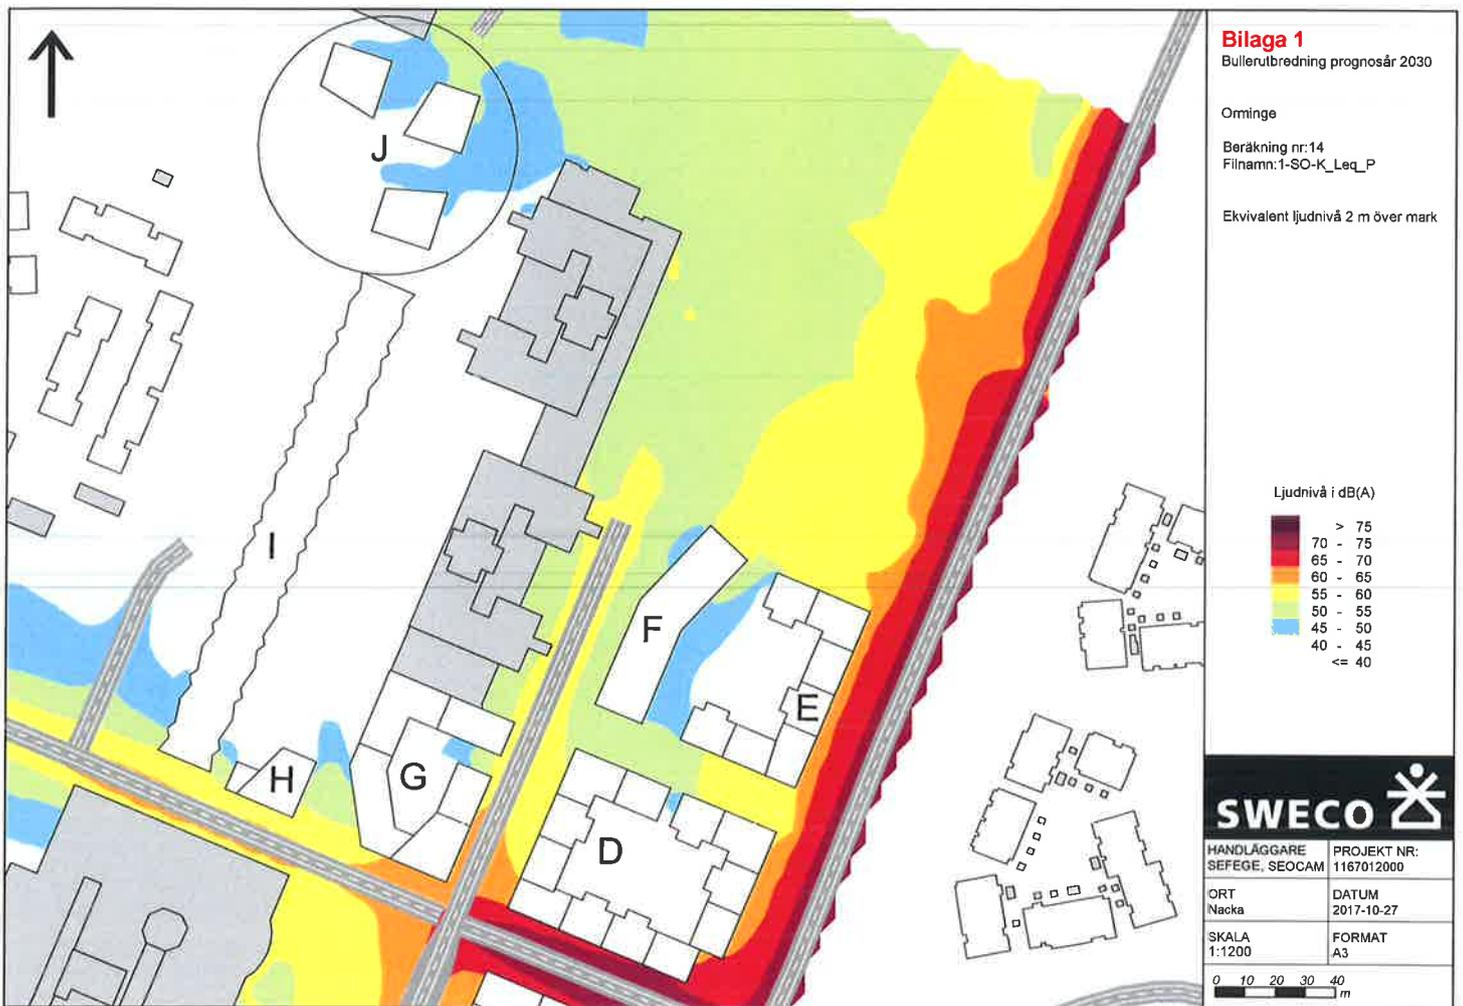 Bilaga 1
Bullerutbredning prognosår 2030
Orminge
Beräkning nr:14
Filnamn:1-SO-K_Leq_P
Ekvivalent ljudnivå 2 m över mark
J
I
F
E
H
G
D
Ljudnivå i dB(A)
> 75
70 - 75
65 - 70
60 - 65
55 - 60
50 - 55
45 - 50
40 - 45
<= 40
SWECO
HANDLÄGGARE
SEFEGE, SEOCAM
PROJEKT NR:
1167012000
ORT
Nacka
DATUM
2017-10-27
SKALA
1:1200
FORMAT
A3
0 10 20 30 40
m